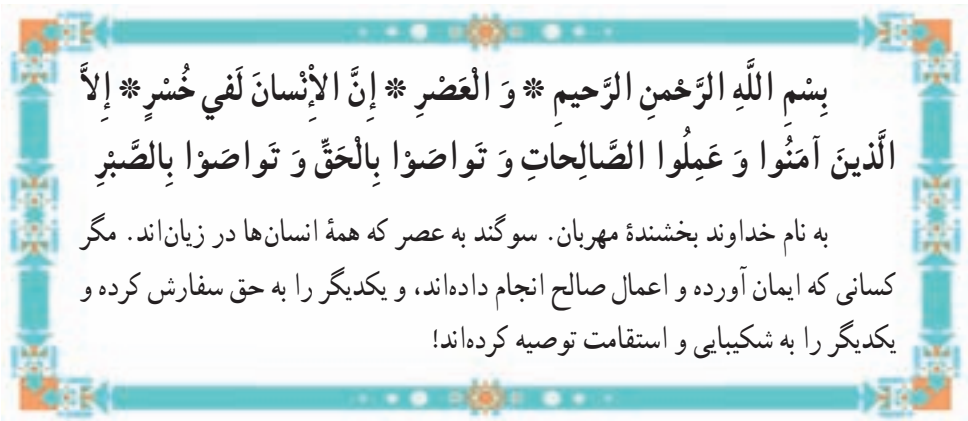 بِسْمِ اللَّهِ الرَّحْمنِ الرَّحيمِ * وَ الْعَصْرِ * إِنَّ الْإِنْسانَ لَفي خُسْرٍ * إِلاَّ
الَّذينَ آمَنُوا وَ عَمِلُوا الصَّالِحاتِ وَ تَواصَوْا بِالْحَقِّ وَ تَواصَوْا بِالصَّبْرِ
به نام خداوند بخشندهٔ مهربان. سوگند به عصر که همهٔ انسان‌ها در زیان‌اند. مگر
کسانی که ایمان آورده و اعمال صالح انجام داده‌اند، و یکدیگر را به حق سفارش کرده و
یکدیگر را به شکیبایی و استقامت توصیه کرده‌اند!